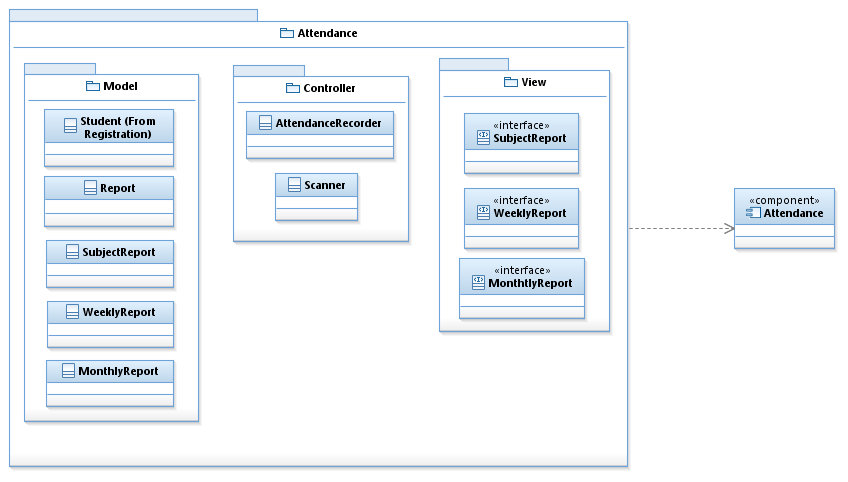 Attendance
Model
Student (From
Registration)
Report
SubjectReport
WeeklyReport
MonthlyReport
Controller
AttendanceRecorder
Scanner
View
«interface»
SubjectReport
«interface»
WeeklyReport
«interface»
MonthtlyReport
«component»
Attendance